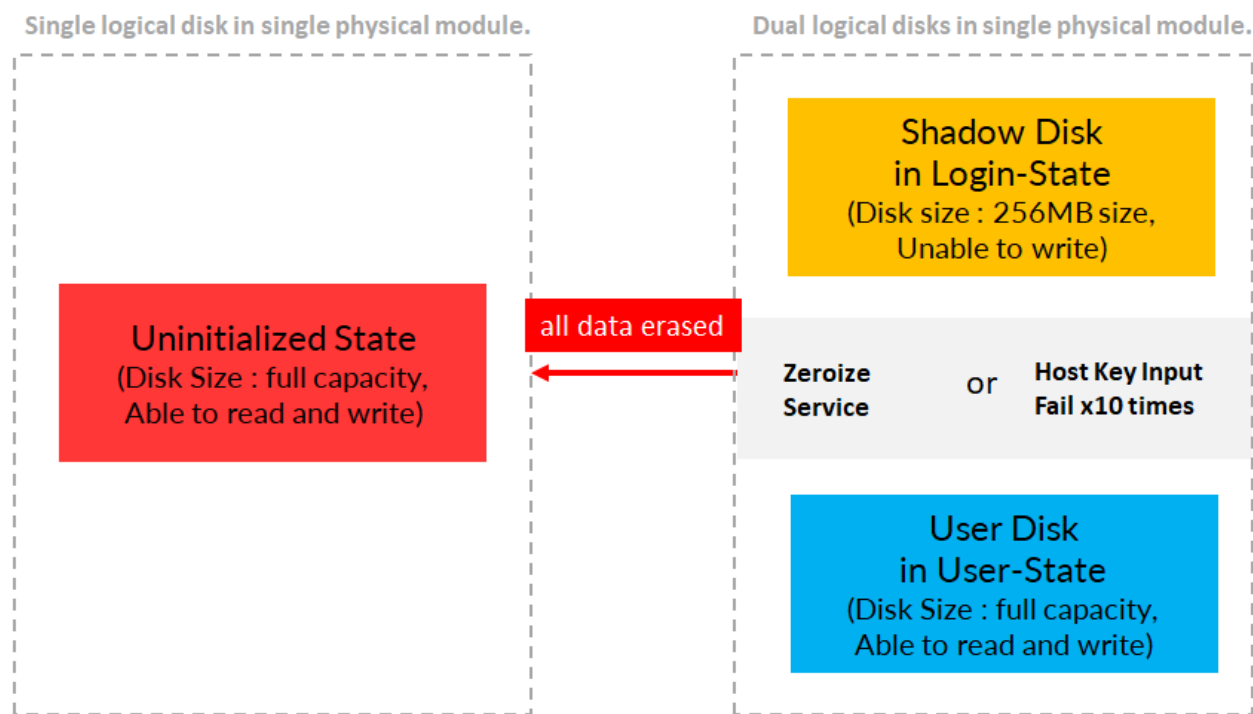 Single logical disk in single physical module.
Dual logical disks in single physical module.
Shadow Disk
in Login-State
(Disk size : 256MB size,
Unable to write)
Uninitialized State
(Disk Size : full capacity,
Able to read and write)
all data erased
Zeroize
Service
or
Host Key Input
Fail x10 times
User Disk
in User-State
(Disk Size : full capacity,
Able to read and write)